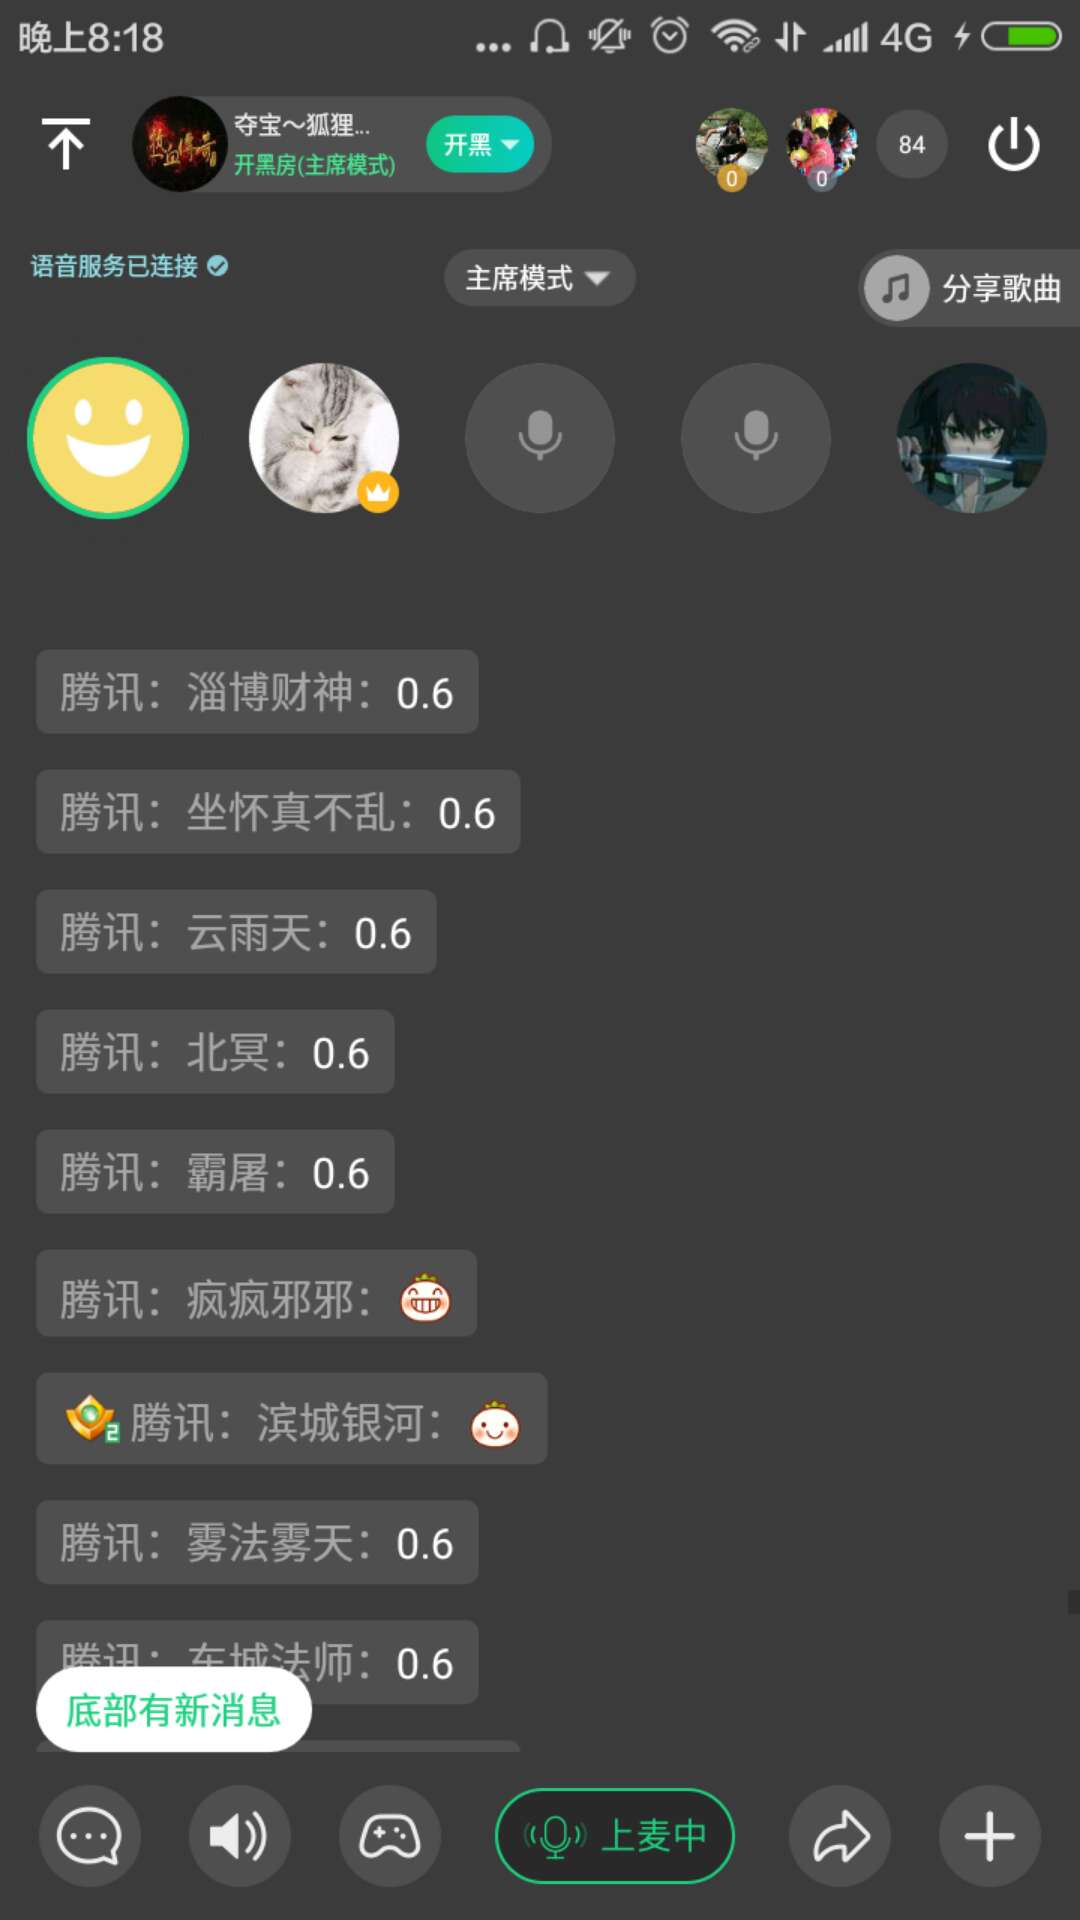 晚上8:18
4G
夺宝～狐狸...
开黑房(主席模式)
开黑
0
0
84
语音服务已连接
主席模式
分享歌曲
腾讯：淄博财神：0.6
腾讯：坐怀真不乱：0.6
腾讯：云雨天：0.6
腾讯：北冥：0.6
腾讯：霸屠：0.6
腾讯：疯疯邪邪：
2 腾讯：滨城银河：
腾讯：雾法雾天：0.6
腾讯：车城法师：0.6
底部有新消息
上麦中